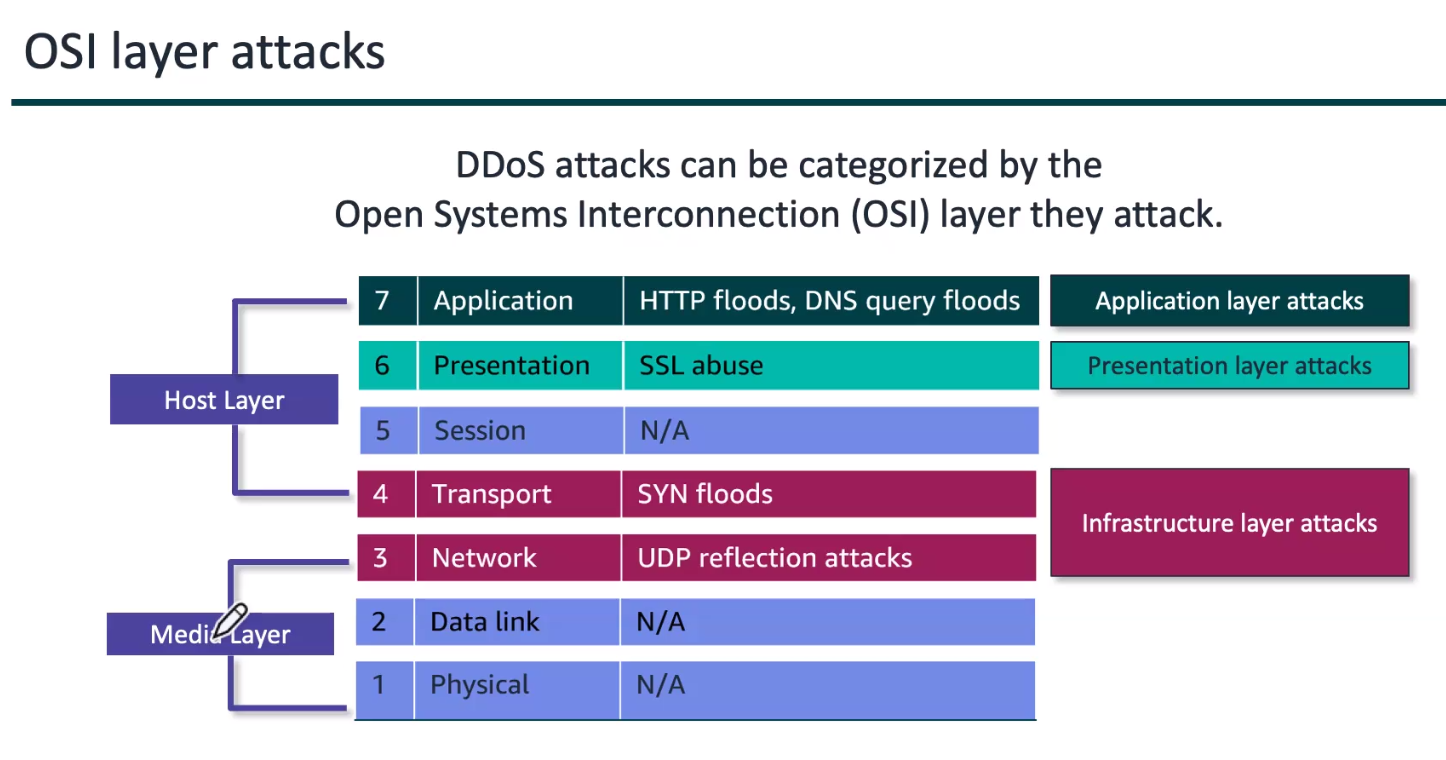 OSI layer attacks
DDoS attacks can be categorized by the
Open Systems Interconnection (OSI) layer they attack.
7 Application HTTP floods, DNS query floods Application layer attacks
6 Presentation SSL abuse Presentation layer attacks
Host Layer
5 Session N/A
4 Transport SYN floods
Infrastructure layer attacks
3 Network UDP reflection attacks
2 Data link N/A
Media Layer
1 Physical N/A